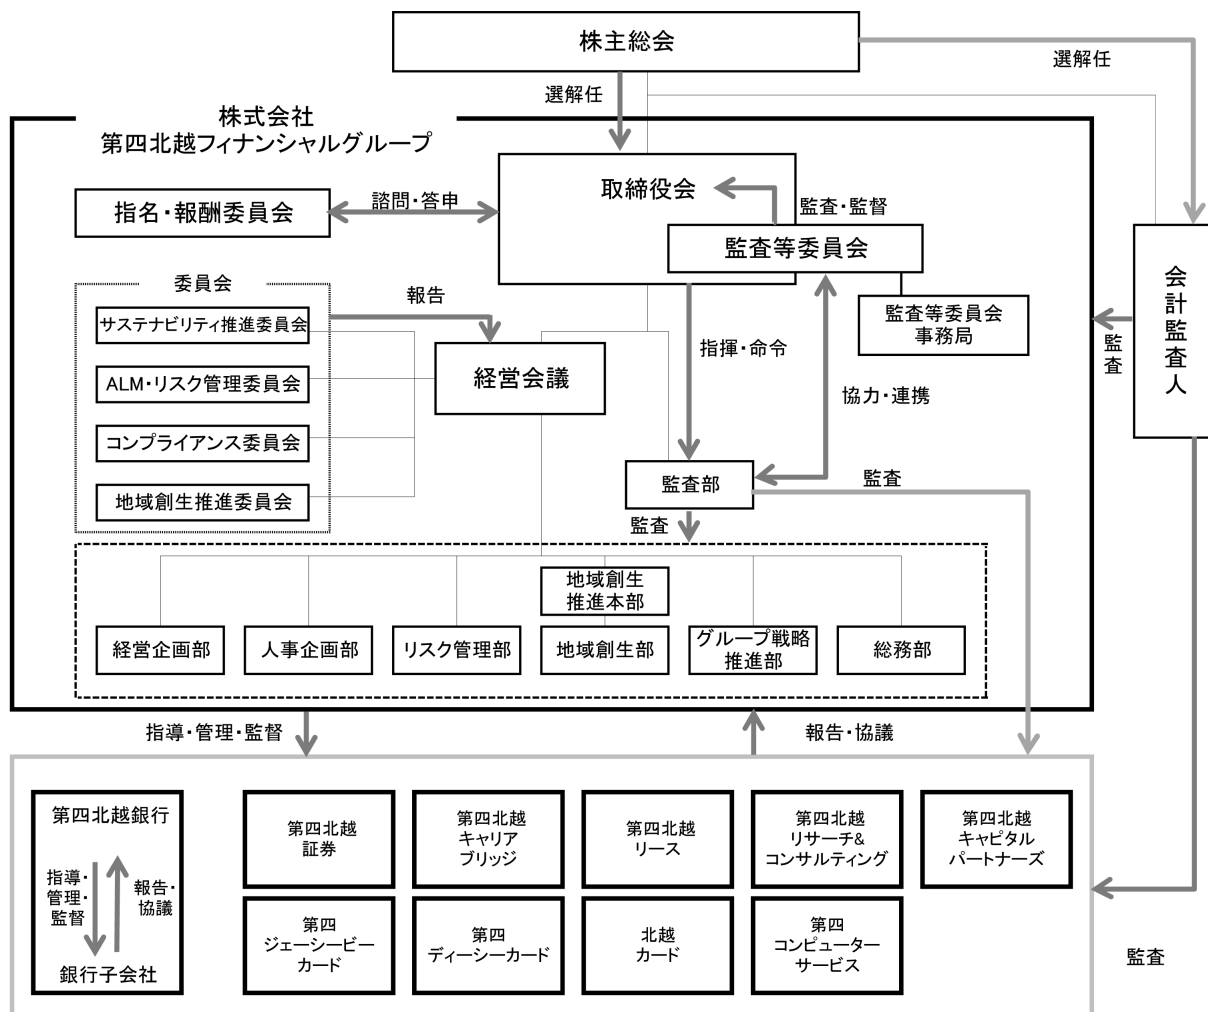 株主総会
選解任
選解任
株式会社
第四北越フィナンシャルグループ
取締役会
指名・報酬委員会
諮問・答申
監査・監督
監査等委員会
委員会
報告
サステナビリティ推進委員会
監査等委員会
事務局
会計監査人
監査
指揮・命令
経営会議
ALM・リスク管理委員会
協力・連携
コンプライアンス委員会
監査部
監査
地域創生推進委員会
監査
地域創生
推進本部
経営企画部
人事企画部
リスク管理部
地域創生部
グループ戦略
推進部
総務部
指導・管理・監督
報告・協議
第四北越銀行
指導・
管理・
監督
報告・
協議
銀行子会社
第四北越
証券
第四北越
キャリア
ブリッジ
第四北越
リース
第四北越
リサーチ&
コンサルティング
第四北越
キャピタル
パートナーズ
第四
ジェーシービー
カード
第四
ディーシーカード
北越
カード
第四
コンピューター
サービス
監査